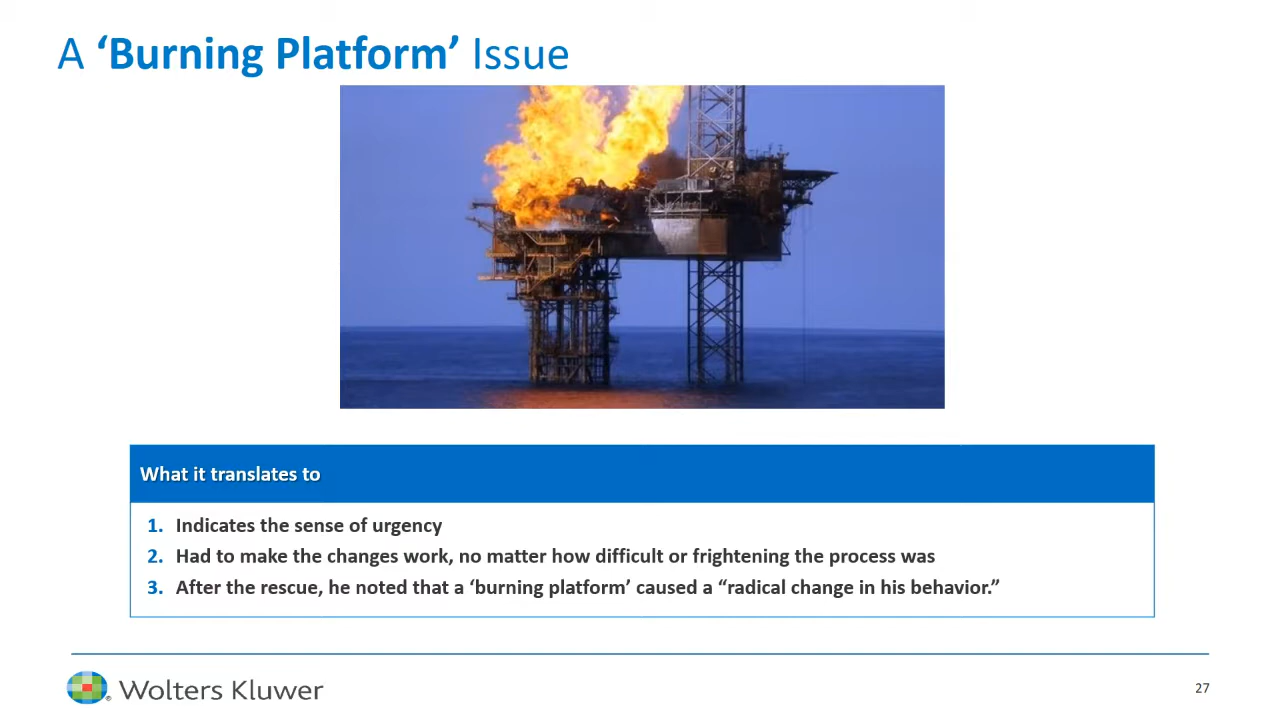 A ‘Burning Platform’ Issue
What it translates to
1. Indicates the sense of urgency
2. Had to make the changes work, no matter how difficult or frightening the process was
3. After the rescue, he noted that a ‘burning platform’ caused a “radical change in his behavior.”
Wolters Kluwer
27